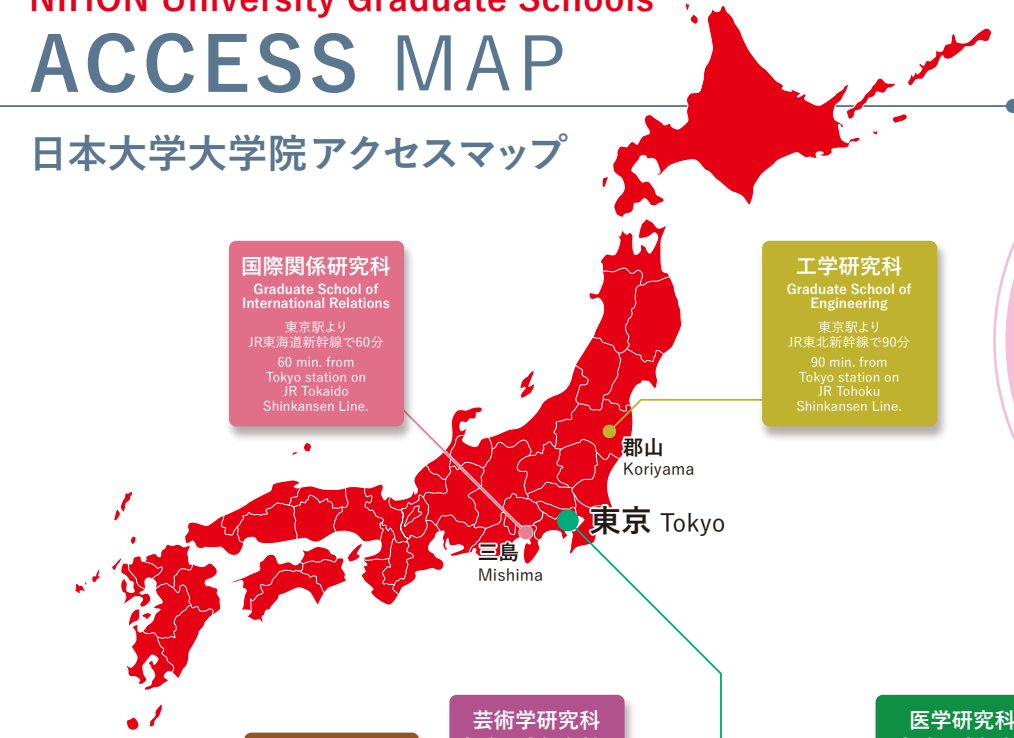 NIHON University Graduate Schools
ACCESS MAP
日本大学大学院アクセスマップ
国際関係研究科
Graduate School of
International Relations
東京駅より
JR東海道新幹線で60分
60 min. from
Tokyo station on
JR Tokaido
Shinkansen Line.
工学研究科
Graduate School of
Engineering
東京駅より
JR東北新幹線で90分
90 min. from
Tokyo station on
JR Tohoku
Shinkansen Line.
郡山
Koriyama
東京 Tokyo
三島
Mishima
芸術学研究科
医学研究科